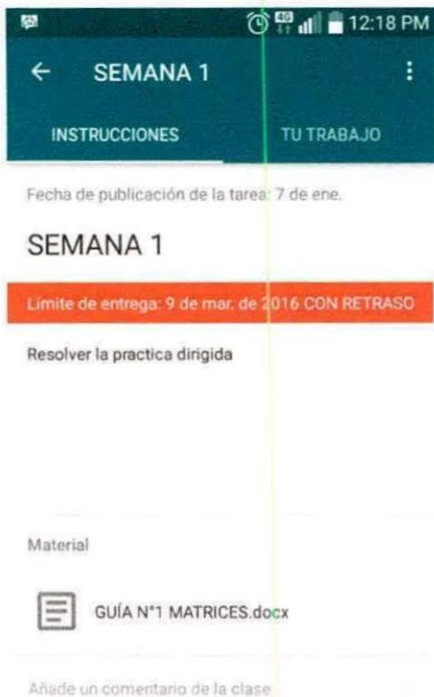 4G 12:18 PM
SEMANA 1
INSTRUCCIONES TU TRABAJO
Fecha de publicación de la tarea: 7 de ene.
SEMANA 1
Límite de entrega: 9 de mar. de 2016 CON RETRASO
Resolver la practica dirigida
Material
GUÍA N°1 MATRICES.docx
Añade un comentario de la clase